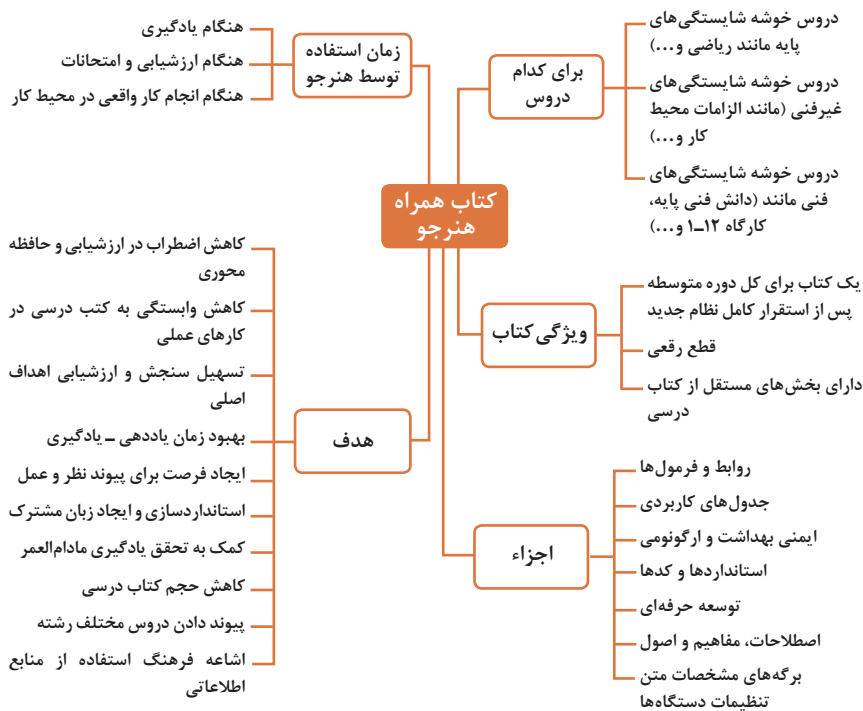 کتاب همراه
هنرجو
برای کدام
دروس
دروس خوشه شایستگی‌های
پایه مانند ریاضی و...)
دروس خوشه شایستگی‌های
غیرفنی (مانند الزامات محیط
کار و...)
دروس خوشه شایستگی‌های
فنی مانند (دانش فنی پایه،
کارگاه ۱۲ـ۱ و...)
ویژگی کتاب
یک کتاب برای کل دوره متوسطه
پس از استقرار کامل نظام جدید
قطع رقعی
دارای بخش‌های مستقل از کتاب
درسی
اجزاء
روابط و فرمول‌ها
جدول‌های کاربردی
ایمنی بهداشت و ارگونومی
استانداردها و کدها
توسعه حرفه‌ای
اصطلاحات، مفاهیم و اصول
برگه‌های مشخصات متن
تنظیمات دستگاه‌ها
زمان استفاده
توسط هنرجو
هنگام یادگیری
هنگام ارزشیابی و امتحانات
هنگام انجام کار واقعی در محیط کار
هدف
کاهش اضطراب در ارزشیابی و حافظه
محوری
کاهش وابستگی به کتب درسی در
کارهای عملی
تسهیل سنجش و ارزشیابی اهداف
اصلی
بهبود زمان یاددهی ـ یادگیری
ایجاد فرصت برای پیوند نظر و عمل
استانداردسازی و ایجاد زبان مشترک
کمک به تحقق یادگیری مادام‌العمر
کاهش حجم کتاب درسی
پیوند دادن دروس مختلف رشته
اشاعه فرهنگ استفاده از منابع
اطلاعاتی